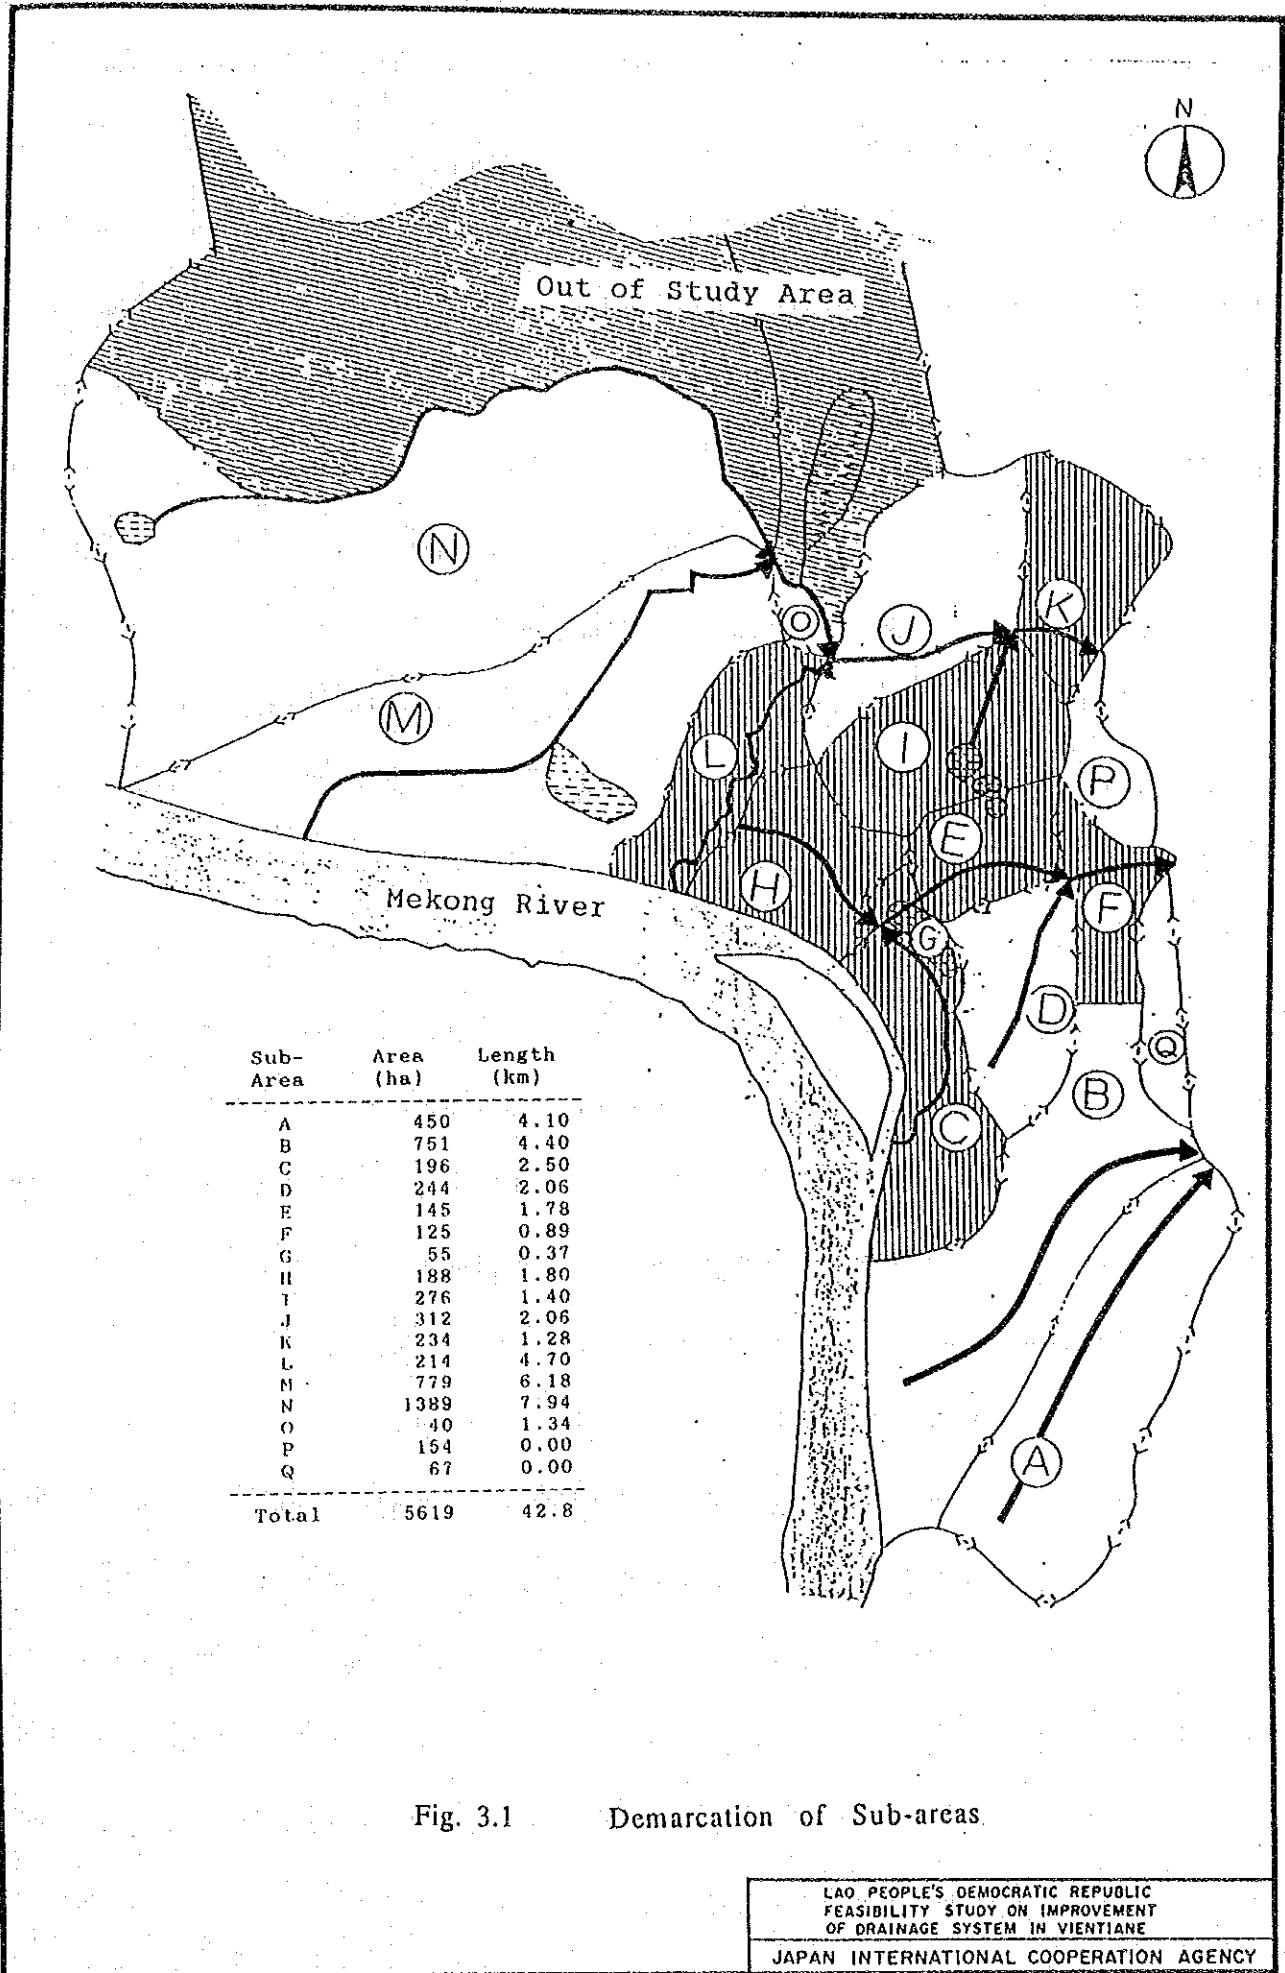 N
Out of Study Area
N
K
O
J
M
L
I
P
E
H
F
Mekong River
G
D
Q
B
C
A
Sub-Area Area (ha) Length (km)
A 450 4.10
B 751 4.40
C 196 2.50
D 244 2.06
E 145 1.78
F 125 0.89
G 55 0.37
H 188 1.80
I 276 1.40
J 312 2.06
K 234 1.28
L 214 4.70
M 779 6.18
N 1389 7.94
O 40 1.34
P 154 0.00
Q 67 0.00
Total 5619 42.8
Fig. 3.1 Demarcation of Sub-areas
LAO PEOPLE'S DEMOCRATIC REPUBLIC
FEASIBILITY STUDY ON IMPROVEMENT
OF DRAINAGE SYSTEM IN VIENTIANE
JAPAN INTERNATIONAL COOPERATION AGENCY